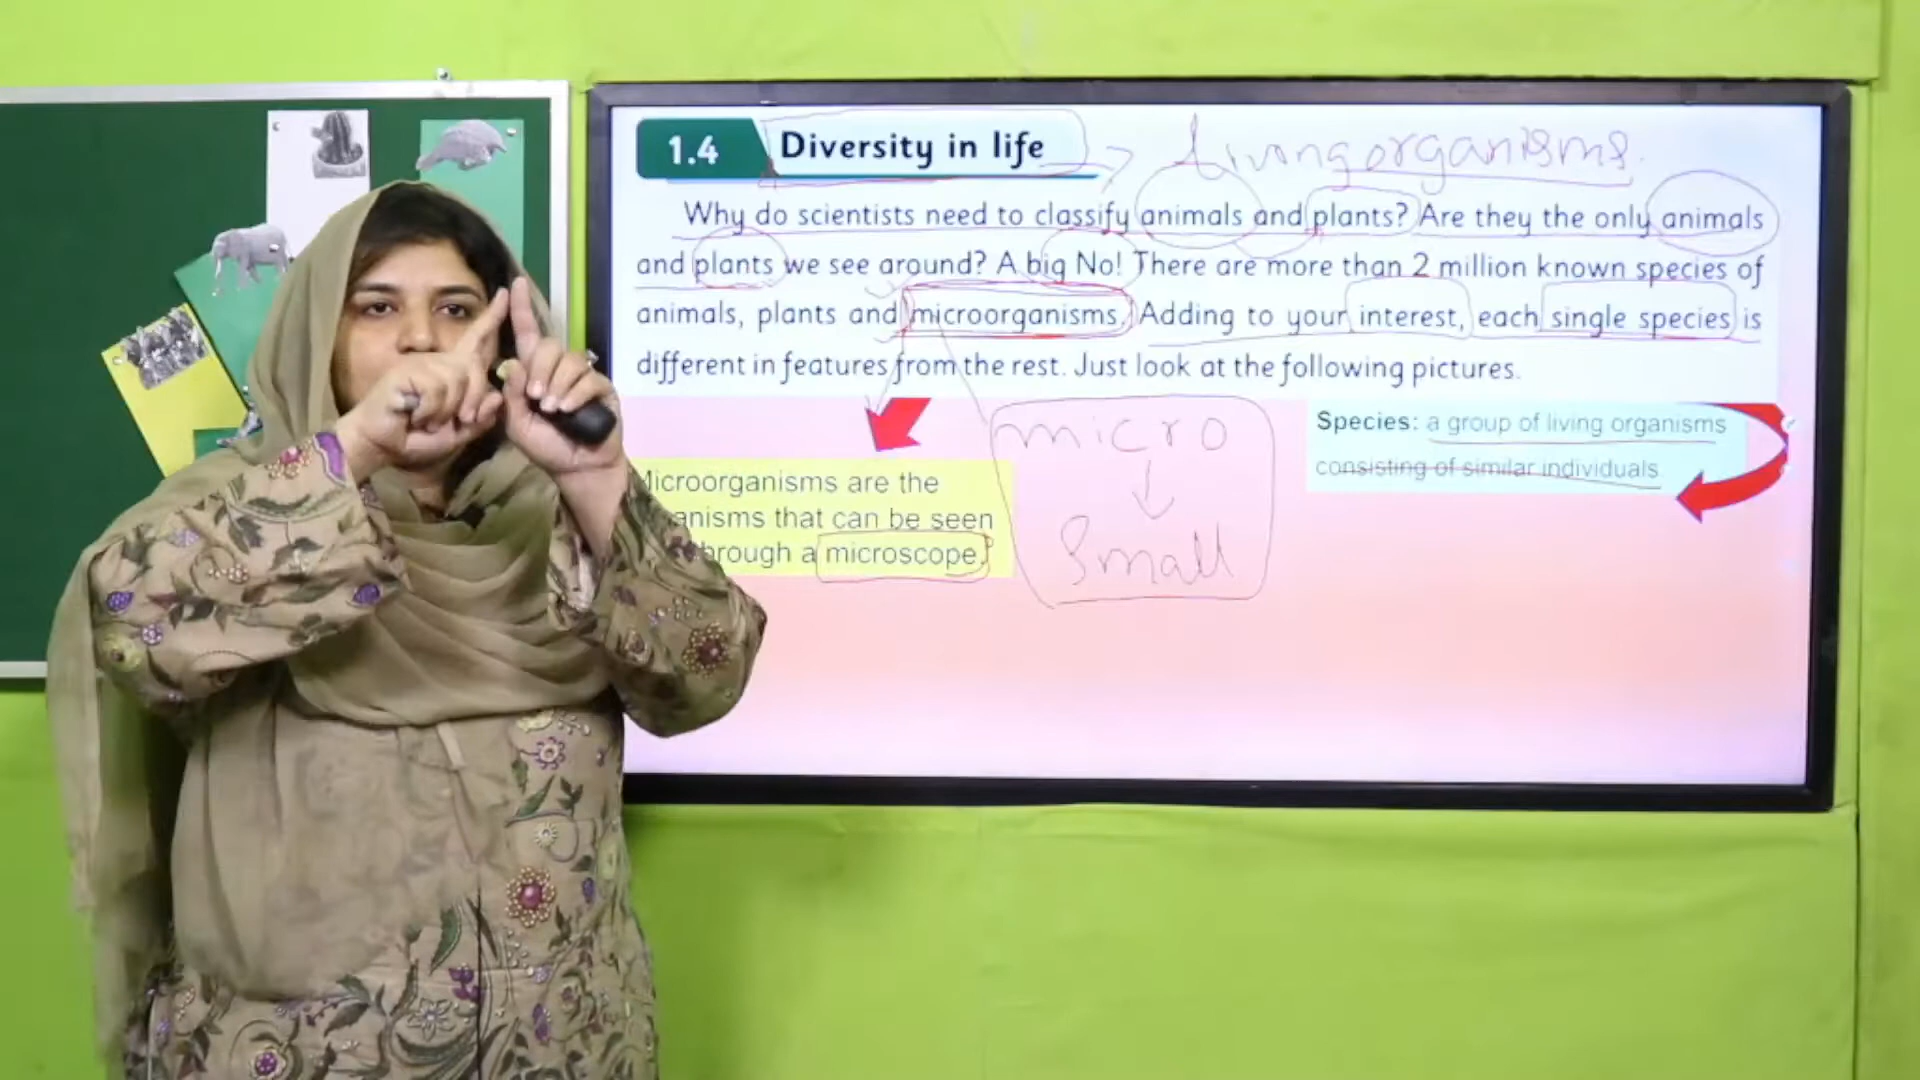 1.4 Diversity in life
Living organisms.
Why do scientists need to classify animals and plants? Are they the only animals
and plants we see around? A big No! There are more than 2 million known species of
animals, plants and microorganisms. Adding to your interest, each single species is
different in features from the rest. Just look at the following pictures.
Microorganisms are the
can be seen
through a microscope.
micro
small
Species: a group of living organisms
consisting of similar individuals